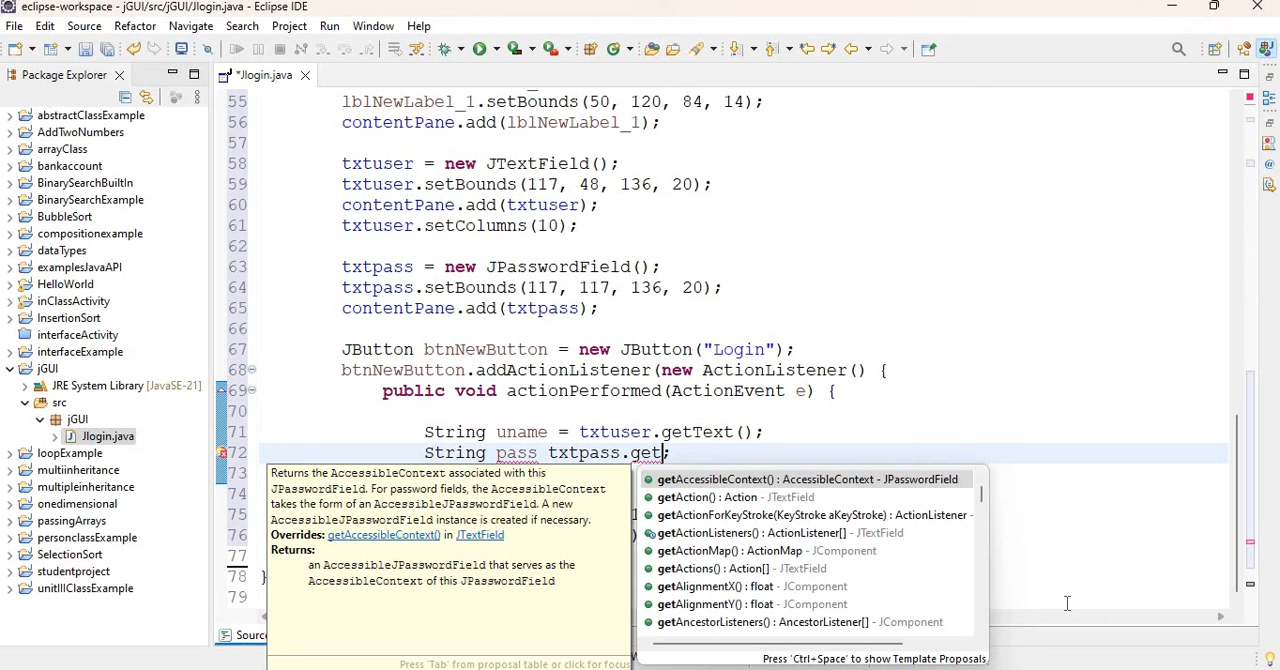 eclipse-workspace - jGUI/src/jGUI/Jlogin.java - Eclipse IDE
File Edit Source Refactor Navigate Search Project Run Window Help
Package Explorer
*Jlogin.java
abstractClassExample
AddTwoNumbers
arrayClass
bankaccount
BinarySearchBuiltIn
BinarySearchExample
BubbleSort
compositionexample
dataTypes
examplesJavaAPI
HelloWorld
inClassActivity
InsertionSort
interfaceActivity
interfaceExample
jGUI
JRE System Library [JavaSE-21]
src
jGUI
Jlogin.java
loopExample
multiinheritance
multipleinheritance
onedimensional
passingArrays
personclassExample
SelectionSort
studentproject
unitIIIClassExample
55 lblNewLabel_1.setBounds(50, 120, 84, 14);
56 contentPane.add(lblNewLabel_1);
57
58 txtuser = new JTextField();
59 txtuser.setBounds(117, 48, 136, 20);
60 contentPane.add(txtuser);
61 txtuser.setColumns(10);
62
63 txtpass = new JPasswordField();
64 txtpass.setBounds(117, 117, 136, 20);
65 contentPane.add(txtpass);
66
67 JButton btnNewButton = new JButton("Login");
68 btnNewButton.addActionListener(new ActionListener() {
69 public void actionPerformed(ActionEvent e) {
70
71 String uname = txtuser.getText();
72 String pass txtpass.get;
73
74
75
76
77
78 }
79
Returns the AccessibleContext associated with this
JPasswordField. For password fields, the AccessibleContext
takes the form of an AccessibleJPasswordField. A new
AccessibleJPasswordField instance is created if necessary.
Overrides: getAccessibleContext() in JTextField
Returns:
an AccessibleJPasswordField that serves as the
AccessibleContext of this JPasswordField
Press 'Tab' from proposal table or click for focus
getAccessibleContext() : AccessibleContext - JPasswordField
getAction() : Action - JTextField
getActionForKeyStroke(KeyStroke aKeyStroke) : ActionListener -
getActionListeners() : ActionListener[] - JTextField
getActionMap() : ActionMap - JComponent
getActions() : Action[] - JTextField
getAlignmentX() : float - JComponent
getAlignmentY() : float - JComponent
getAncestorListeners() : AncestorListener[] - JComponent
Press 'Ctrl+Space' to show Template Proposals
Source